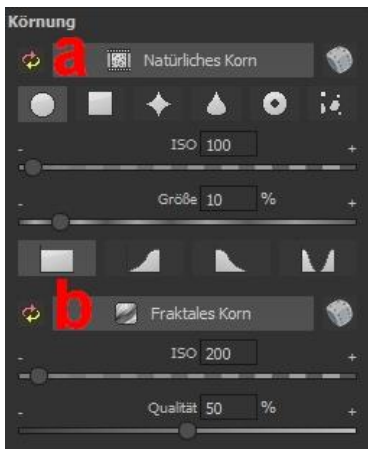 Körnung
a Natürliches Korn
- ISO 100 +
- Größe 10 % +
b Fraktales Korn
- ISO 200 +
- Qualität 50 % +